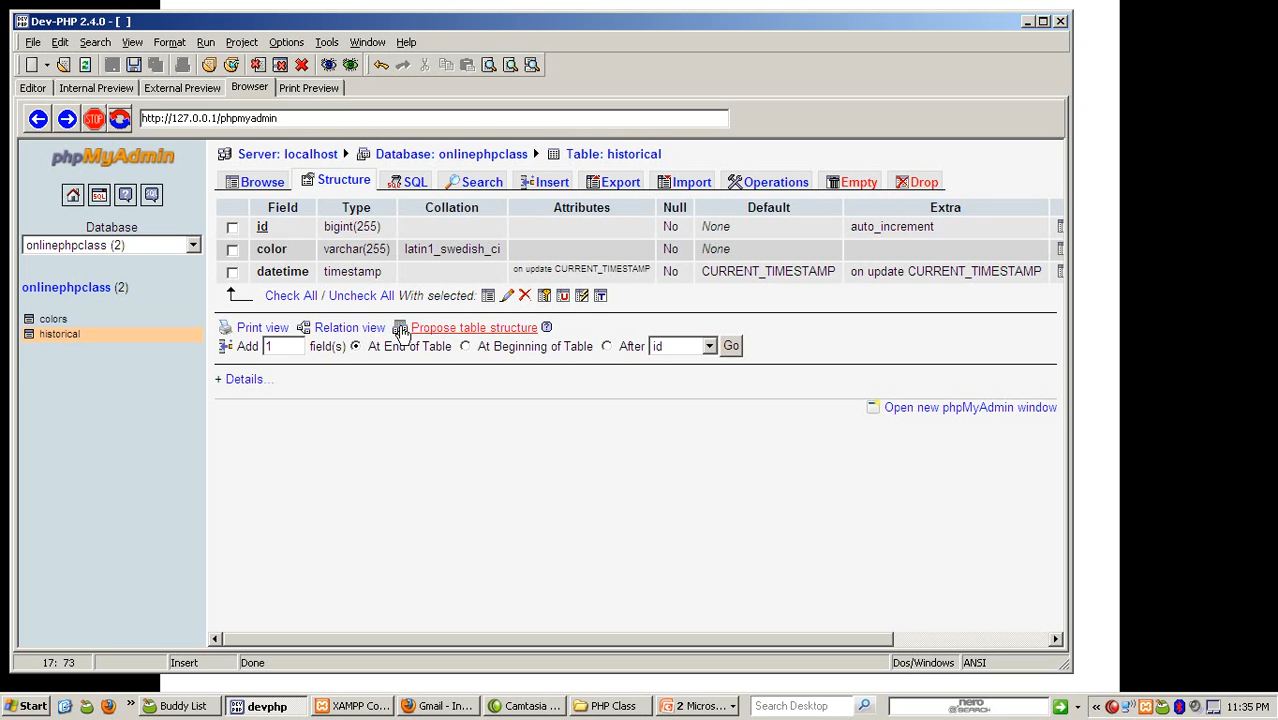 Dev-PHP 2.4.0 - [ ]
File Edit Search View Format Run Project Options Tools Window Help
Editor Internal Preview External Preview Browser Print Preview
STOP http://127.0.0.1/phpmyadmin
phpMyAdmin
SQL
Database
onlinephpclass (2)
onlinephpclass (2)
colors
historical
Server: localhost Database: onlinephpclass Table: historical
Browse Structure SQL Search Insert Export Import Operations Empty Drop
Field Type Collation Attributes Null Default Extra
id bigint(255) No None auto_increment
color varchar(255) latin1_swedish_ci No None
datetime timestamp on update CURRENT_TIMESTAMP No CURRENT_TIMESTAMP on update CURRENT_TIMESTAMP
Check All / Uncheck All With selected:
Print view Relation view Propose table structure
Add 1 field(s) At End of Table At Beginning of Table After id Go
+ Details...
Open new phpMyAdmin window
17: 73 Insert Done Dos/Windows ANSI
Start Buddy List devphp XAMPP Co... Gmail - ... Camtasia ... PHP Class 2 Micros... Search Desktop nero SEARCH 11:35 PM